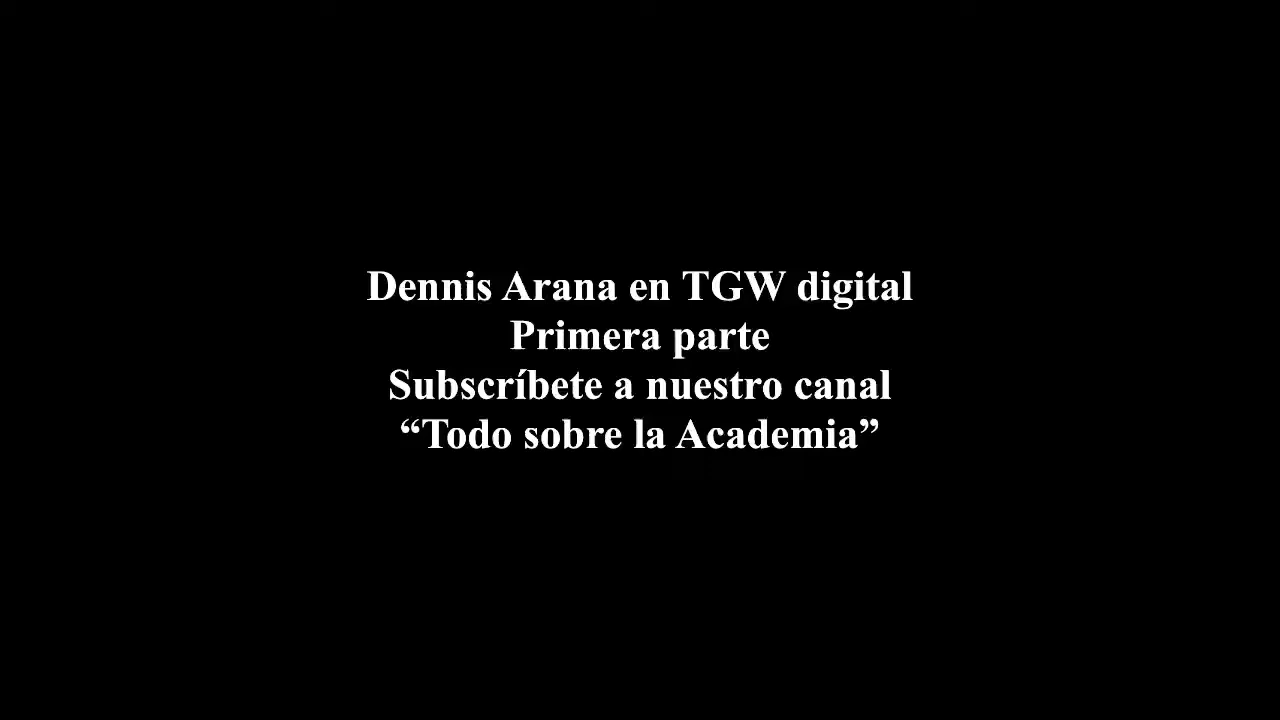 Dennis Arana en TGW digital
Primera parte
Subscríbete a nuestro canal
“Todo sobre la Academia”